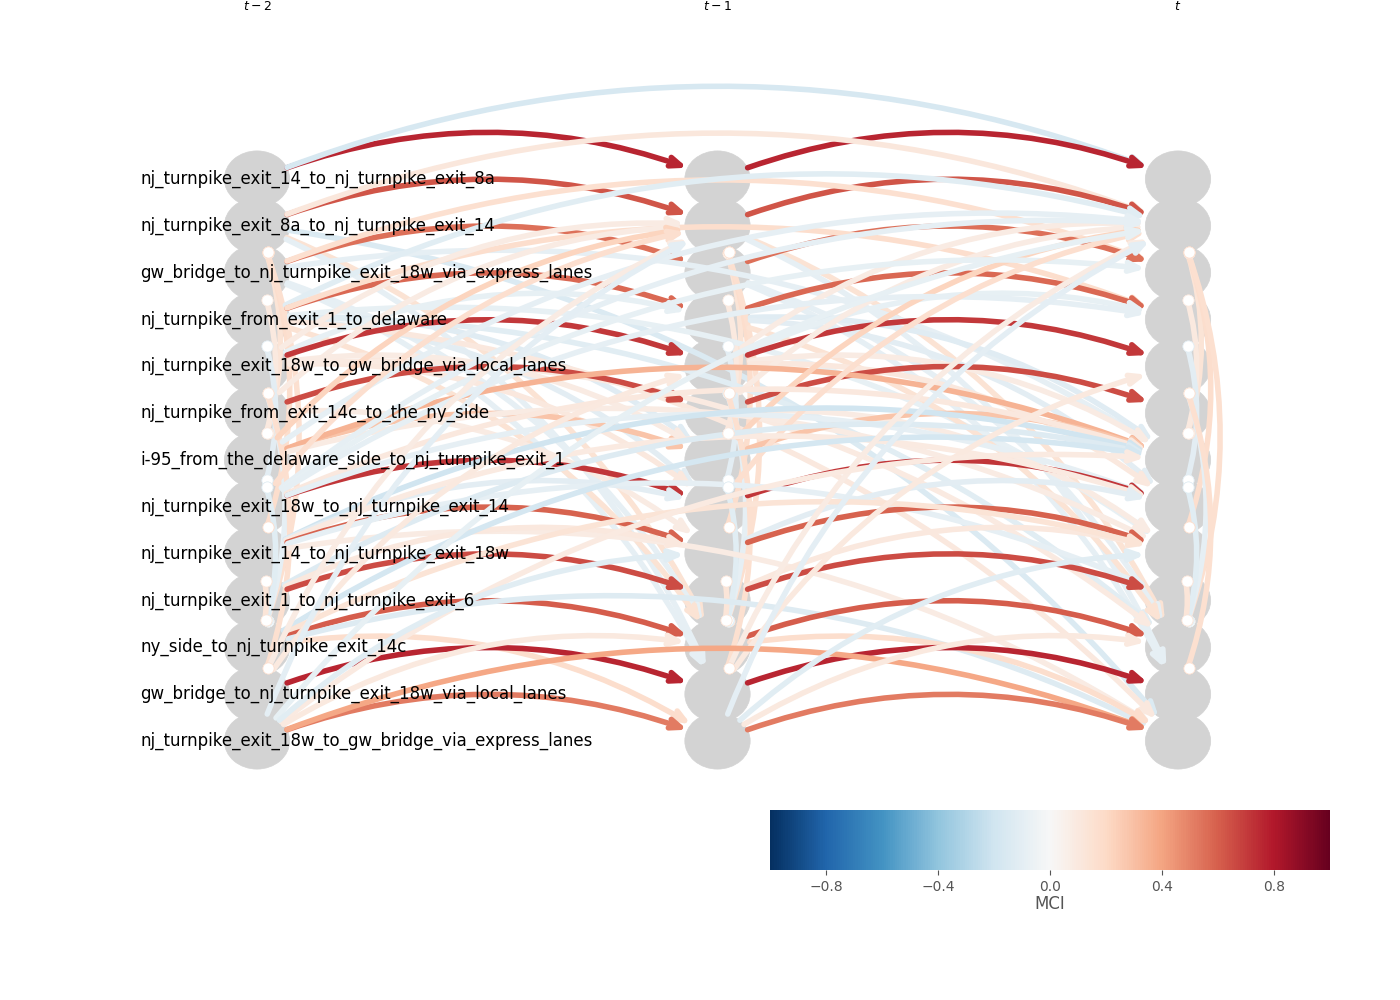 t − 2 t − 1 t
nj_turnpike_exit_14_to_nj_turnpike_exit_8a
nj_turnpike_exit_8a_to_nj_turnpike_exit_14
gw_bridge_to_nj_turnpike_exit_18w_via_express_lanes
nj_turnpike_from_exit_1_to_delaware
nj_turnpike_exit_18w_to_gw_bridge_via_local_lanes
nj_turnpike_from_exit_14c_to_the_ny_side
i-95_from_the_delaware_side_to_nj_turnpike_exit_1
nj_turnpike_exit_18w_to_nj_turnpike_exit_14
nj_turnpike_exit_14_to_nj_turnpike_exit_18w
nj_turnpike_exit_1_to_nj_turnpike_exit_6
ny_side_to_nj_turnpike_exit_14c
gw_bridge_to_nj_turnpike_exit_18w_via_local_lanes
nj_turnpike_exit_18w_to_gw_bridge_via_express_lanes
−0.8 −0.4 0.0 0.4 0.8
MCI